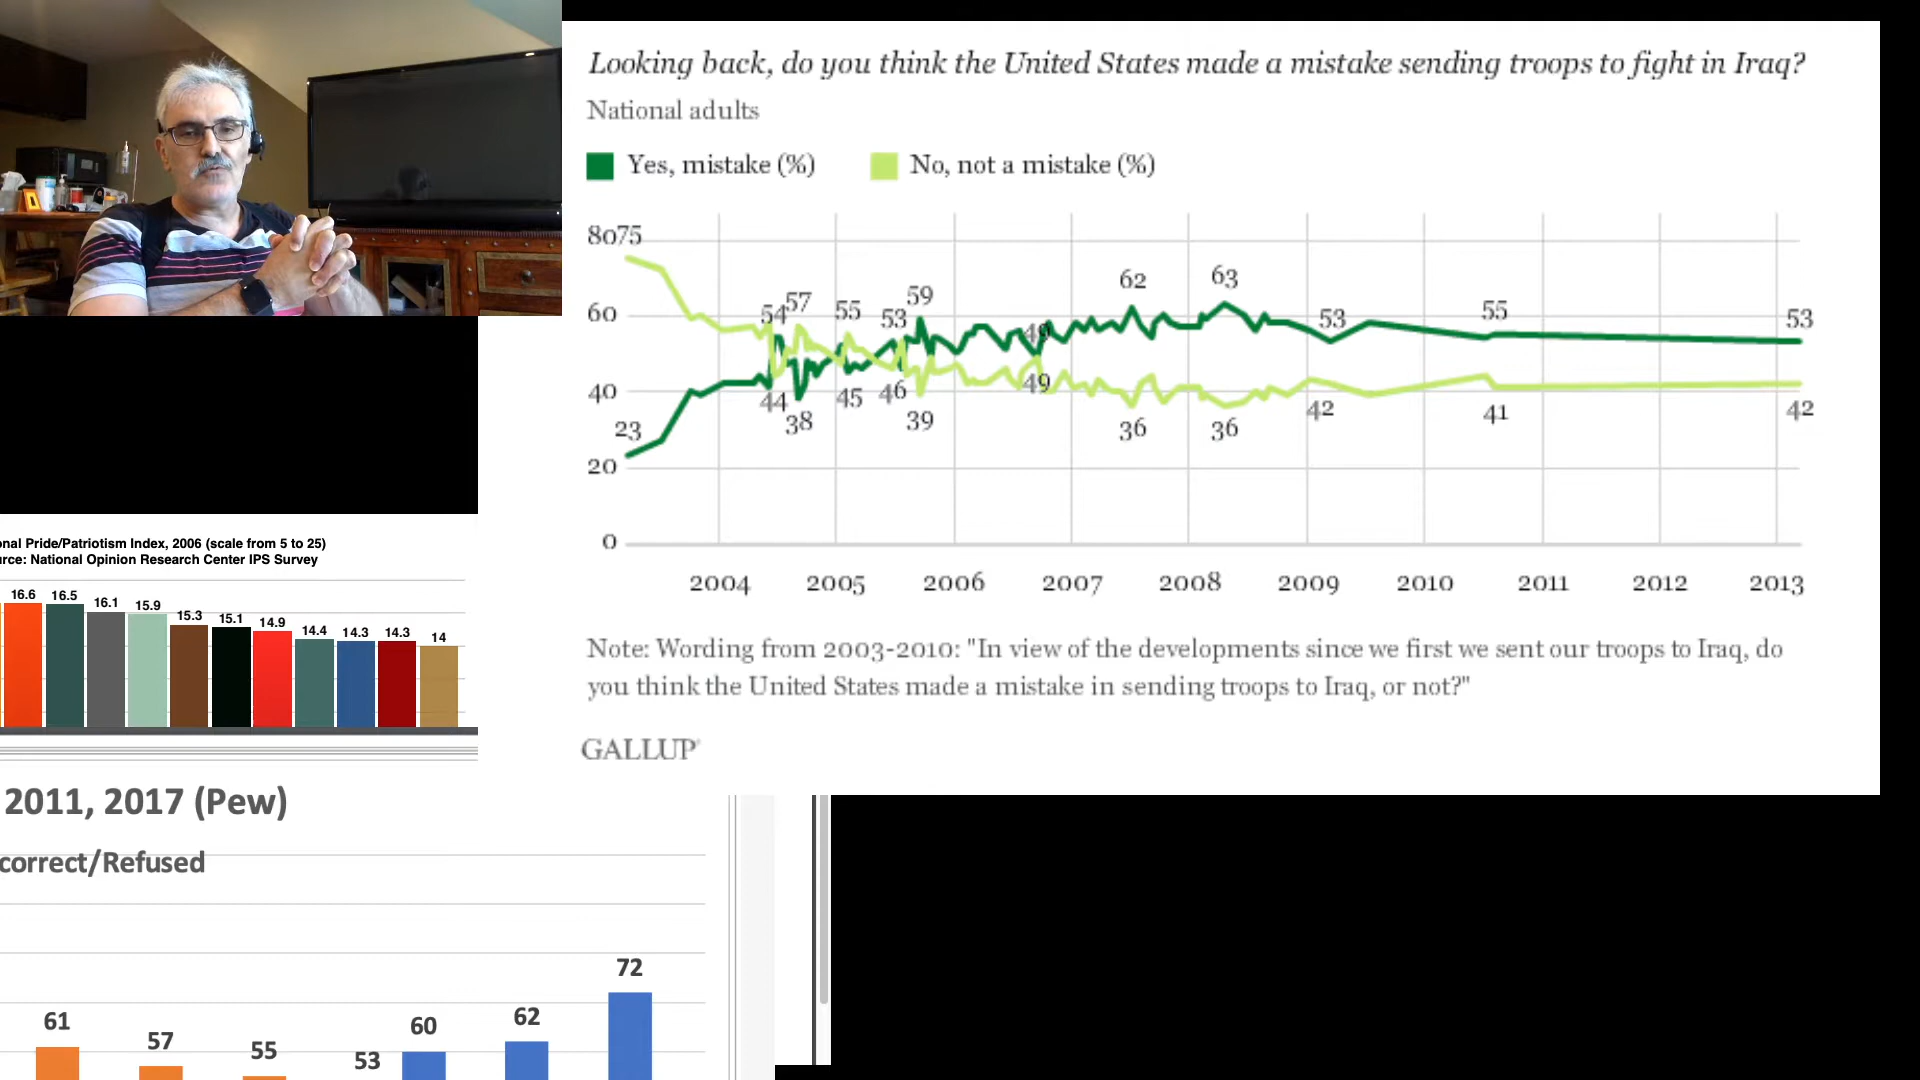 Looking back, do you think the United States made a mistake sending troops to fight in Iraq?
National adults
Yes, mistake (%) No, not a mistake (%)
8075
60
40
20
0
23
54 57 55 53 59 49 62 63 53 55 53
44 38 45 46 39 49 36 36 42 41 42
2004 2005 2006 2007 2008 2009 2010 2011 2012 2013
Note: Wording from 2003-2010: "In view of the developments since we first we sent our troops to Iraq, do
you think the United States made a mistake in sending troops to Iraq, or not?"
GALLUP
onal Pride/Patriotism Index, 2006 (scale from 5 to 25)
urce: National Opinion Research Center IPS Survey
16.6 16.5 16.1 15.9 15.3 15.1 14.9 14.4 14.3 14.3 14
2011, 2017 (Pew)
correct/Refused
61 57 55 53 60 62 72